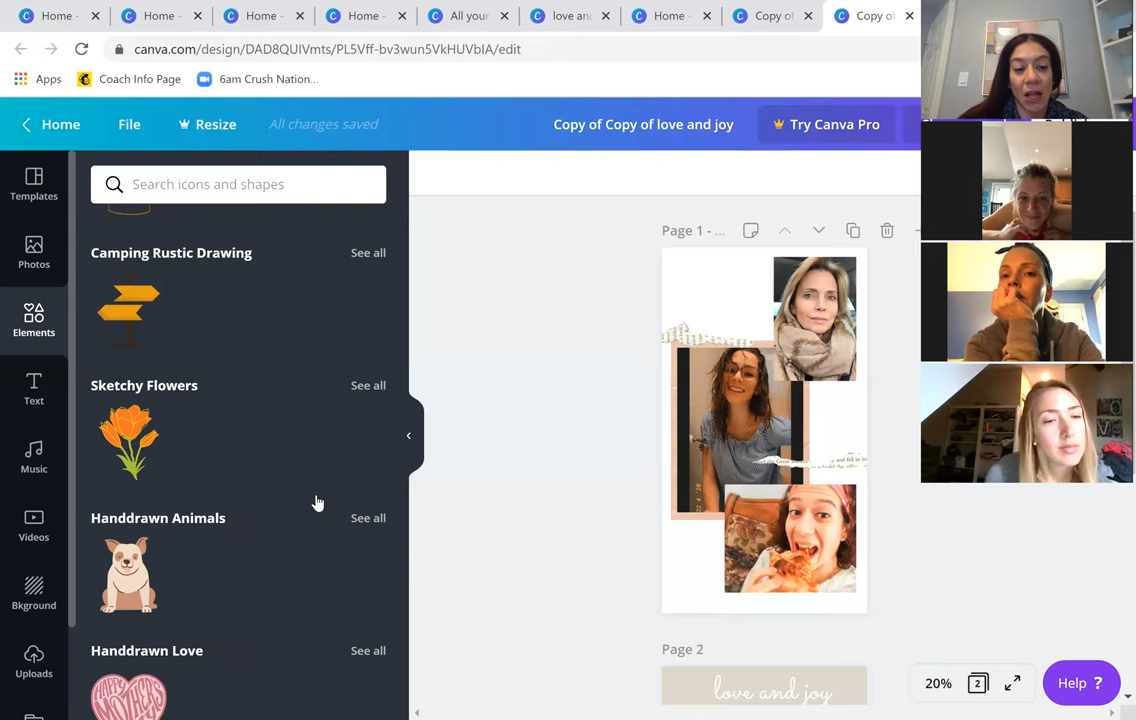 Home -
Home -
Home -
Home -
All your
love and
Home -
Copy of
Copy of
canva.com/design/DAD8QUIVmts/PL5Vff-bv3wun5VkHUVbIA/edit
Apps
Coach Info Page
6am Crush Nation...
Home
File
Resize
All changes saved
Copy of Copy of love and joy
Try Canva Pro
Templates
Photos
Elements
Text
Music
Videos
Bkground
Uploads
Search icons and shapes
Camping Rustic Drawing
See all
Sketchy Flowers
See all
Handdrawn Animals
See all
Handdrawn Love
See all
HAPPY
MOTHER'S
Page 1 - ...
Page 2
love and joy
20%
2
Help ?